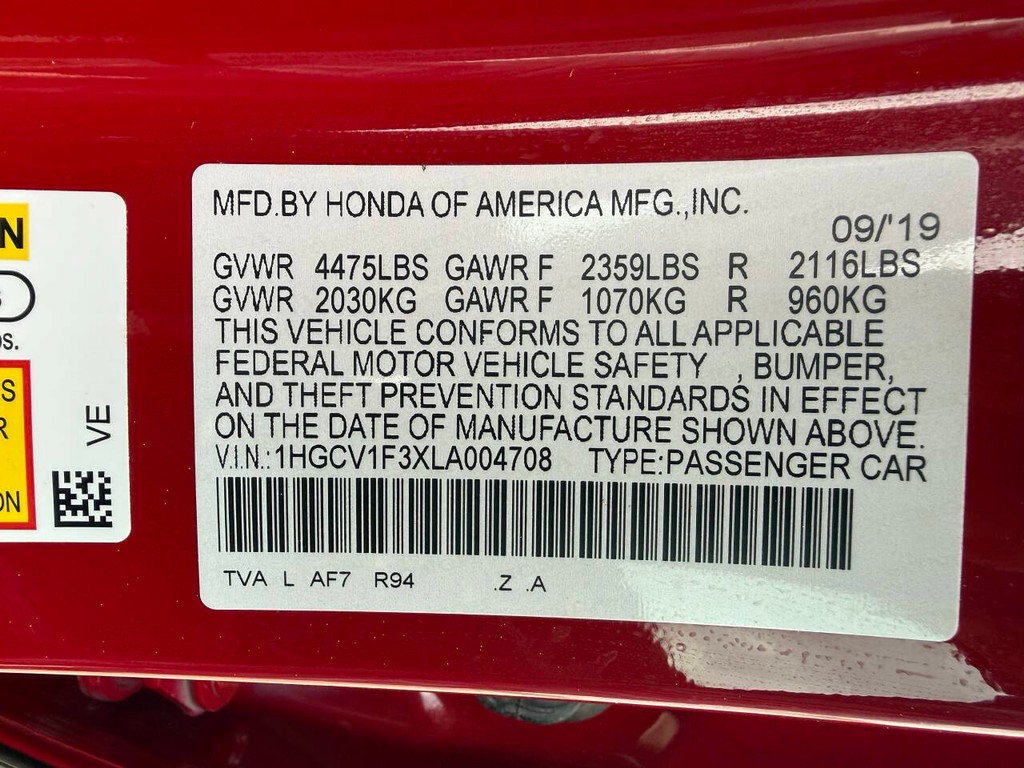 MFD.BY HONDA OF AMERICA MFG.,INC.
09/'19
GVWR 4475LBS GAWR F 2359LBS R 2116LBS
GVWR 2030KG GAWR F 1070KG R 960KG
THIS VEHICLE CONFORMS TO ALL APPLICABLE
FEDERAL MOTOR VEHICLE SAFETY , BUMPER,
AND THEFT PREVENTION STANDARDS IN EFFECT
ON THE DATE OF MANUFACTURE SHOWN ABOVE.
V.I.N.:1HGCV1F3XLA004708 TYPE:PASSENGER CAR
TVA L AF7 R94 .Z .A
VE